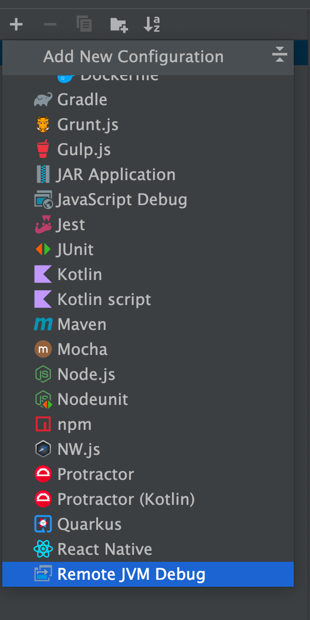 Add New Configuration
Dockerfile
Gradle
Grunt.js
Gulp.js
JAR Application
JavaScript Debug
Jest
JUnit
Kotlin
Kotlin script
Maven
Mocha
Node.js
Nodeunit
npm
NW.js
Protractor
Protractor (Kotlin)
Quarkus
React Native
Remote JVM Debug